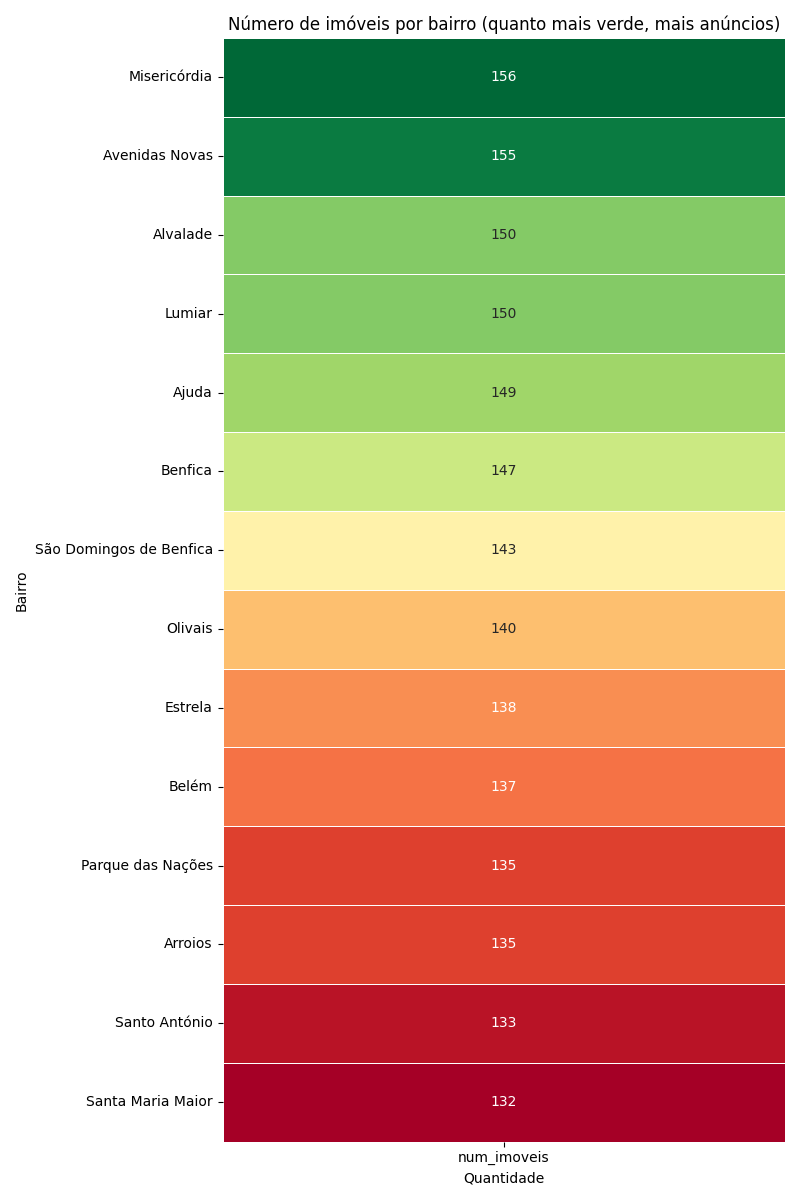 Número de imóveis por bairro (quanto mais verde, mais anúncios)
Misericórdia 156
Avenidas Novas 155
Alvalade 150
Lumiar 150
Ajuda 149
Benfica 147
São Domingos de Benfica 143
Olivais 140
Estrela 138
Belém 137
Parque das Nações 135
Arroios 135
Santo António 133
Santa Maria Maior 132
Bairro
num_imoveis
Quantidade